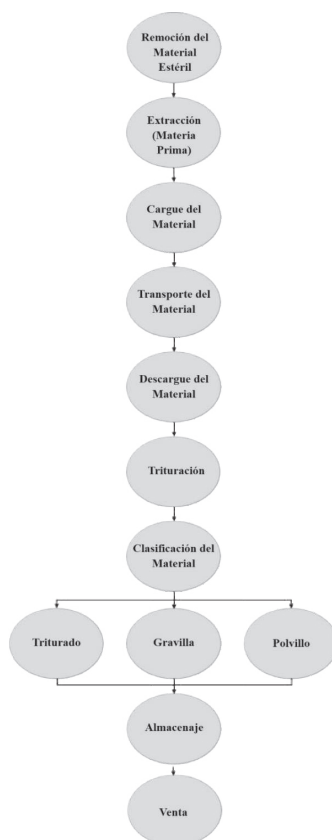 Remoción del
Material
Estéril
Extracción
(Materia
Prima)
Cargue del
Material
Transporte del
Material
Descargue del
Material
Trituración
Clasificación del
Material
Triturado
Gravilla
Polvillo
Almacenaje
Venta